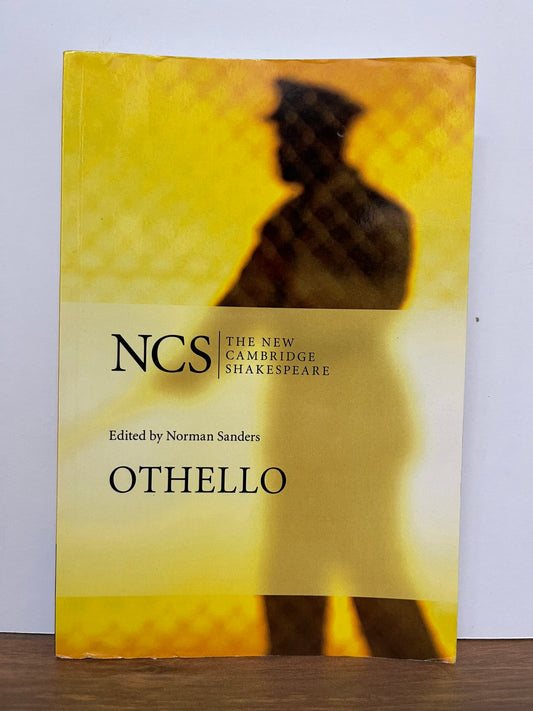 NCS
THE NEW
CAMBRIDGE
SHAKESPEARE
Edited by Norman Sanders
OTHELLO